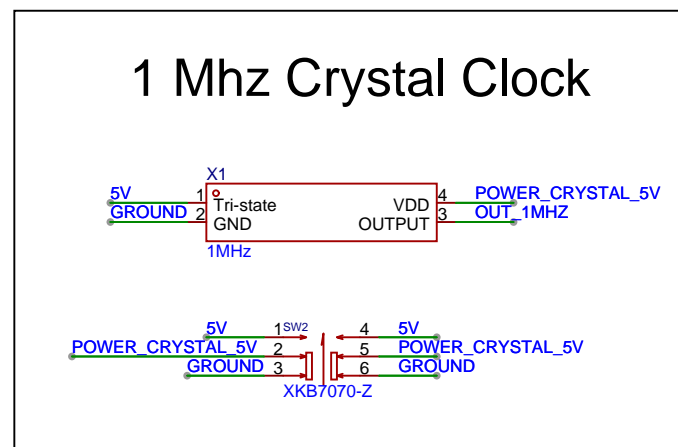 1 Mhz Crystal Clock
X1
5V 1 Tri-state VDD 4 POWER_CRYSTAL_5V
GROUND 2 GND OUTPUT 3 OUT_1MHZ
1MHz
5V 1 SW2 4 5V
POWER_CRYSTAL_5V 2 5 POWER_CRYSTAL_5V
GROUND 3 6 GROUND
XKB7070-Z